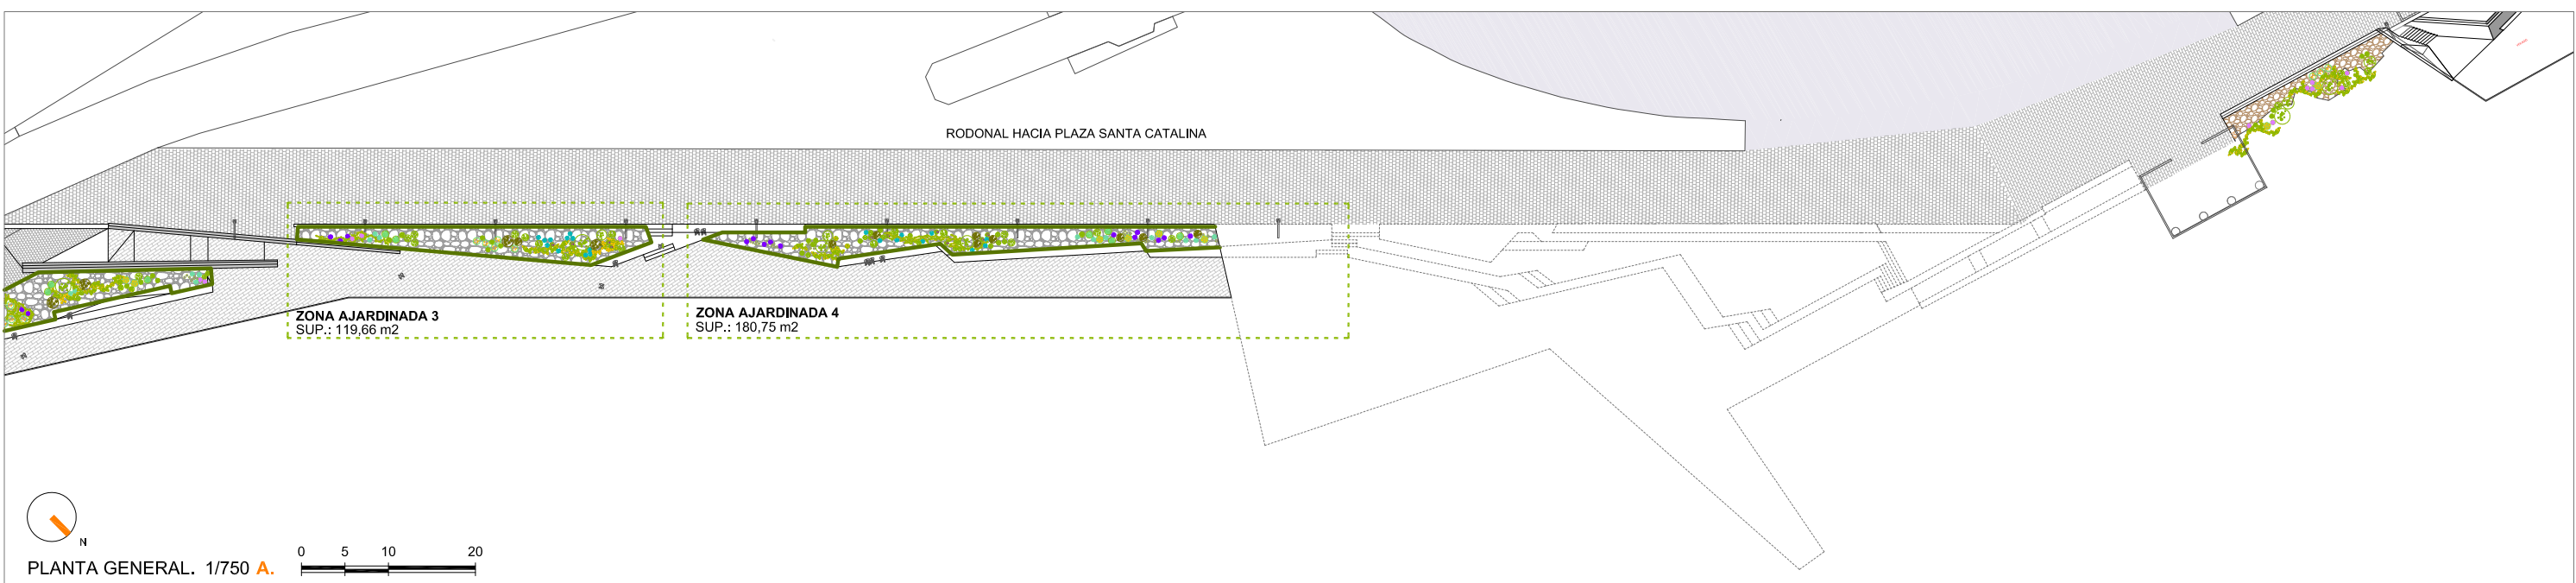 RODONAL HACIA PLAZA SANTA CATALINA
ZONA AJARDINADA 3
SUP.: 119,66 m2
ZONA AJARDINADA 4
SUP.: 180,75 m2
N
0 5 10 20
PLANTA GENERAL. 1/750 A.